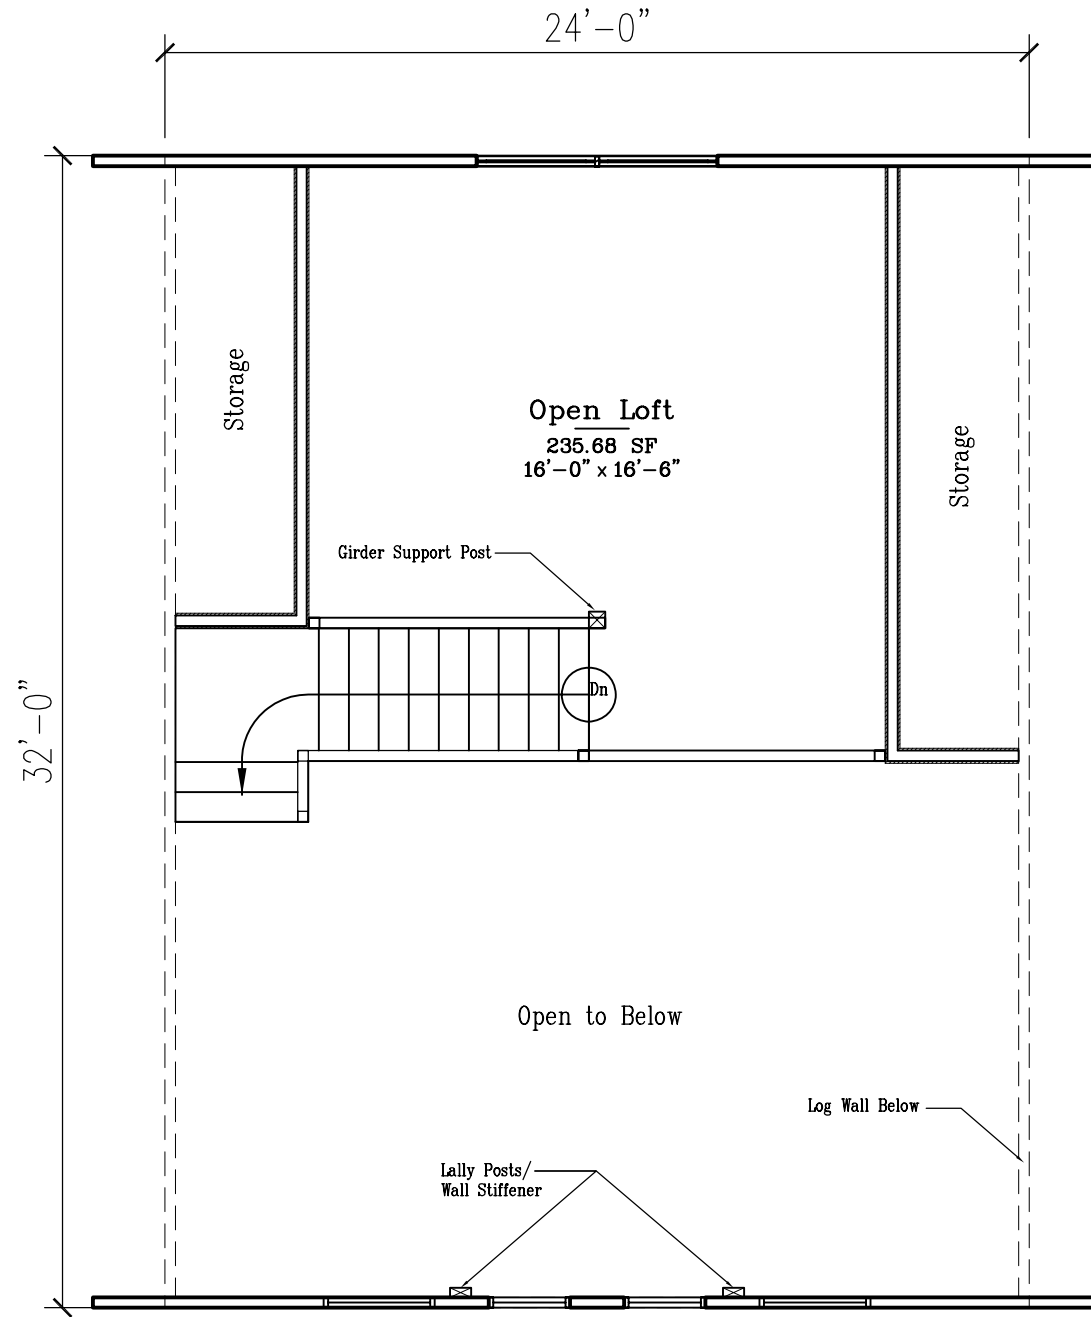 24'-0"
Storage
Open Loft
235.68 SF
16'-0" x 16'-6"
Storage
Girder Support Post
Dn
32'-0"
Open to Below
Log Wall Below
Lally Posts/
Wall Stiffener